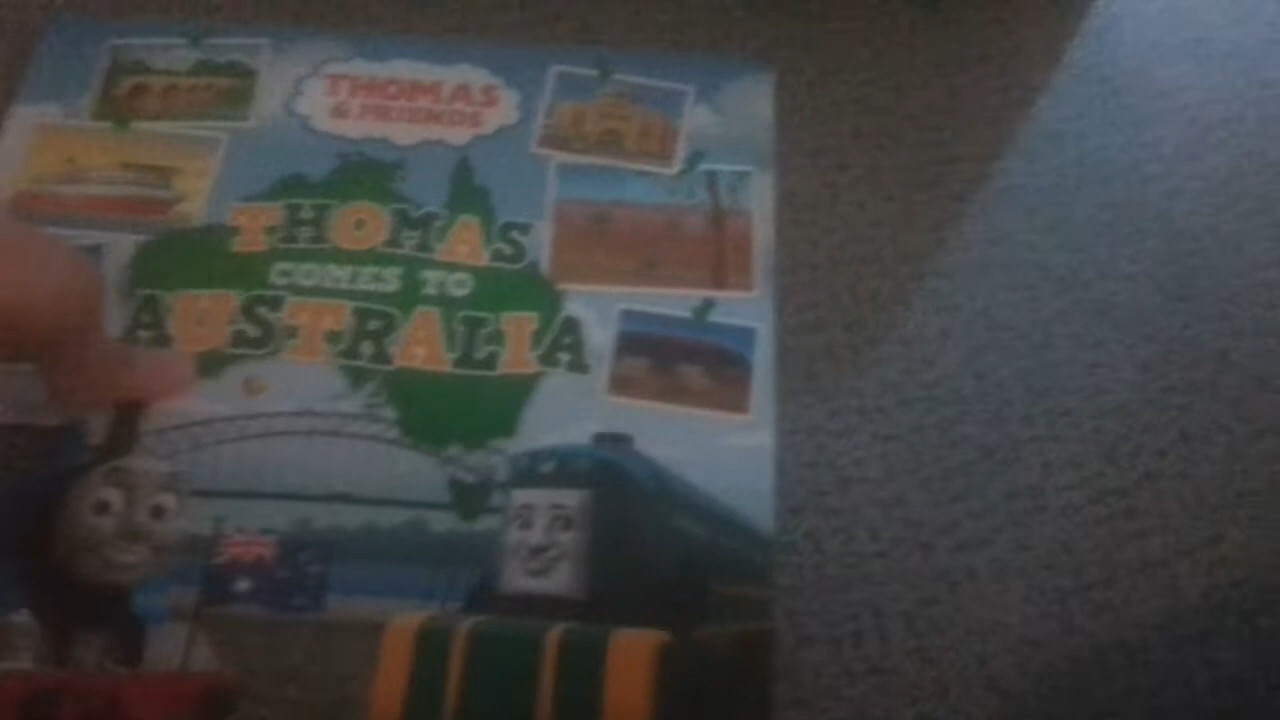 THOMAS
& FRIENDS
THOMAS
COMES TO
AUSTRALIA